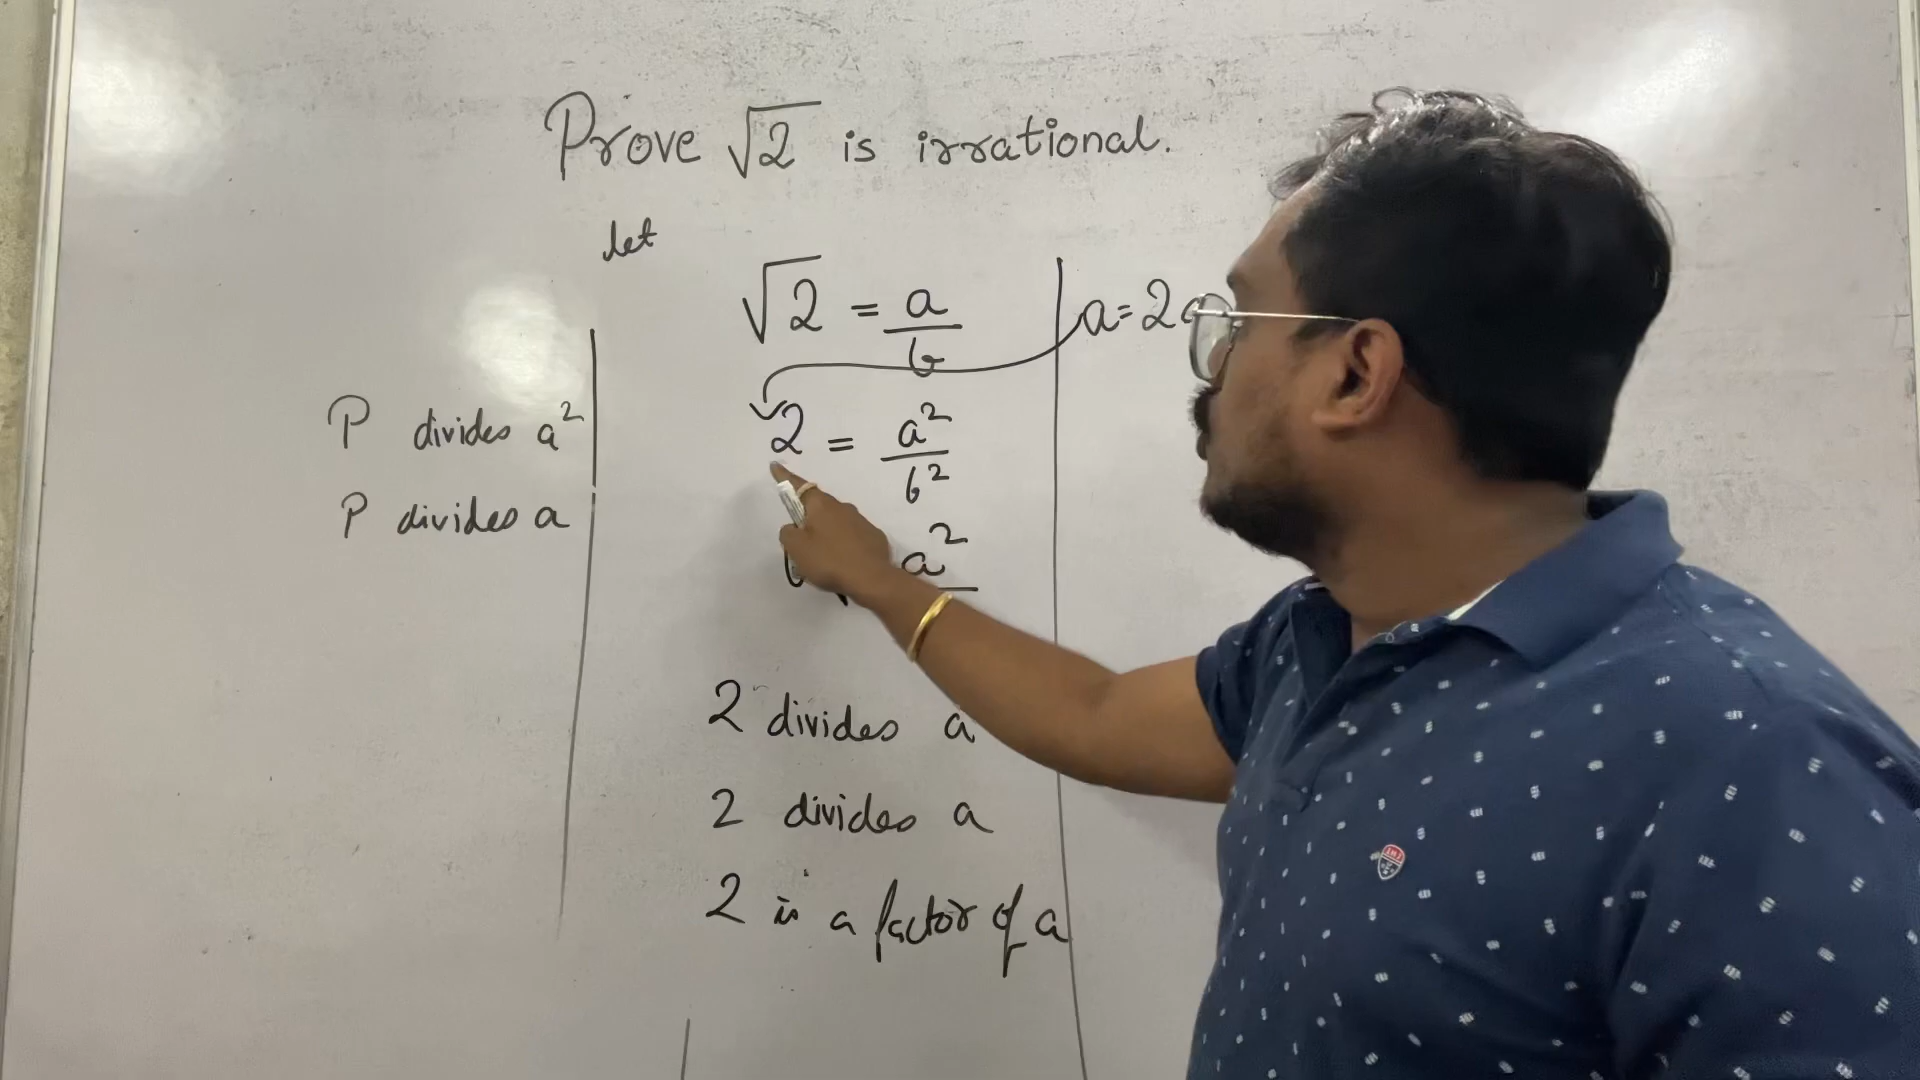 Prove √2 is irrational.
let
√2 = a/b
a = 2
P divides a²
P divides a
2 = a²/b²
a²
2 divides a
2 divides a
2 is a factor of a